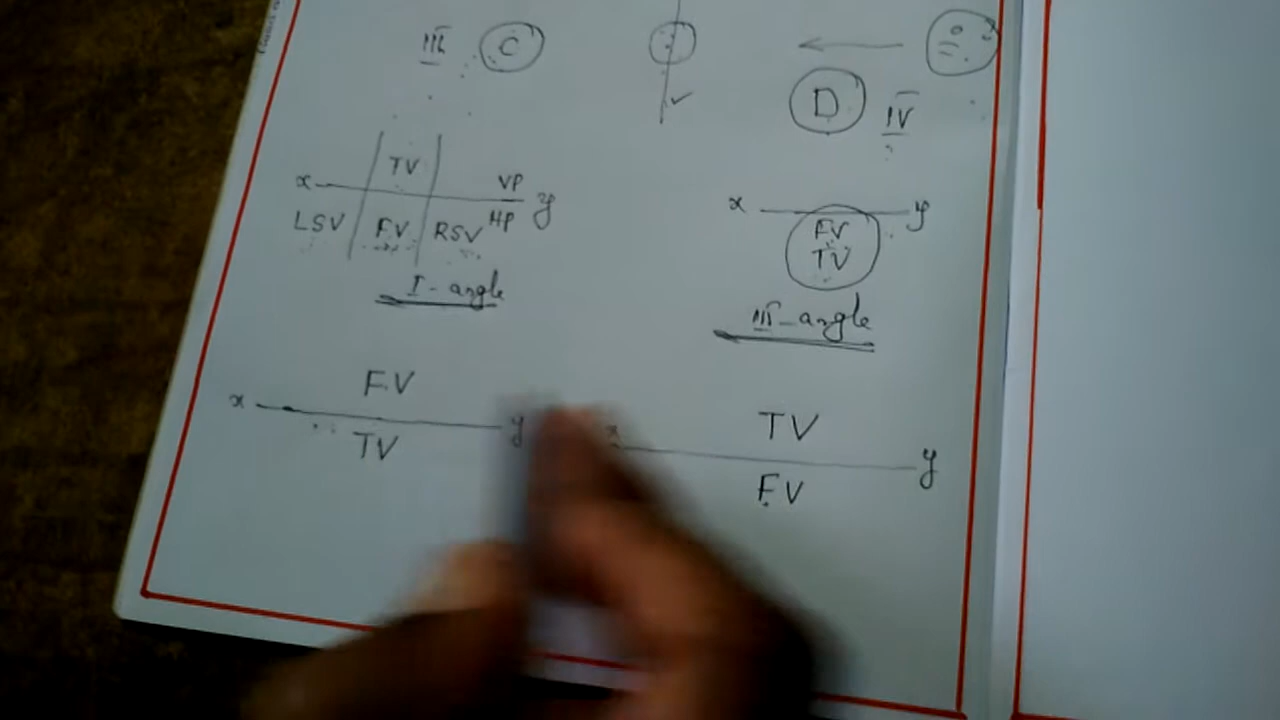 III C
D IV
TV
x VP y
LSV FV RSV HP
I - angle
x y
FV
TV
III - angle
FV
x y
TV
TV
x y
FV